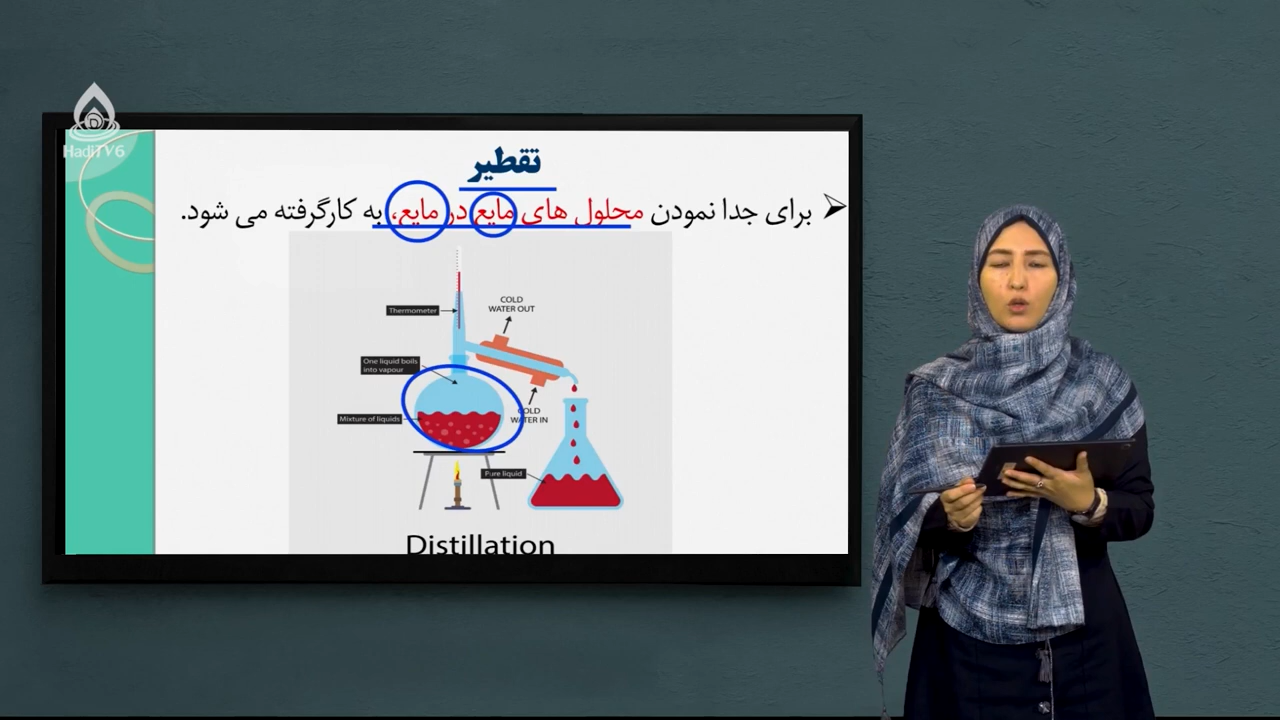 HadiTV6
تقطیر
برای جدا نمودن محلول های مایع در مایع، به کارگرفته می شود.
COLD
WATER OUT
Thermometer
One liquid boils
into vapour
Mixture of liquids
COLD
WATER IN
Pure liquid
Distillation